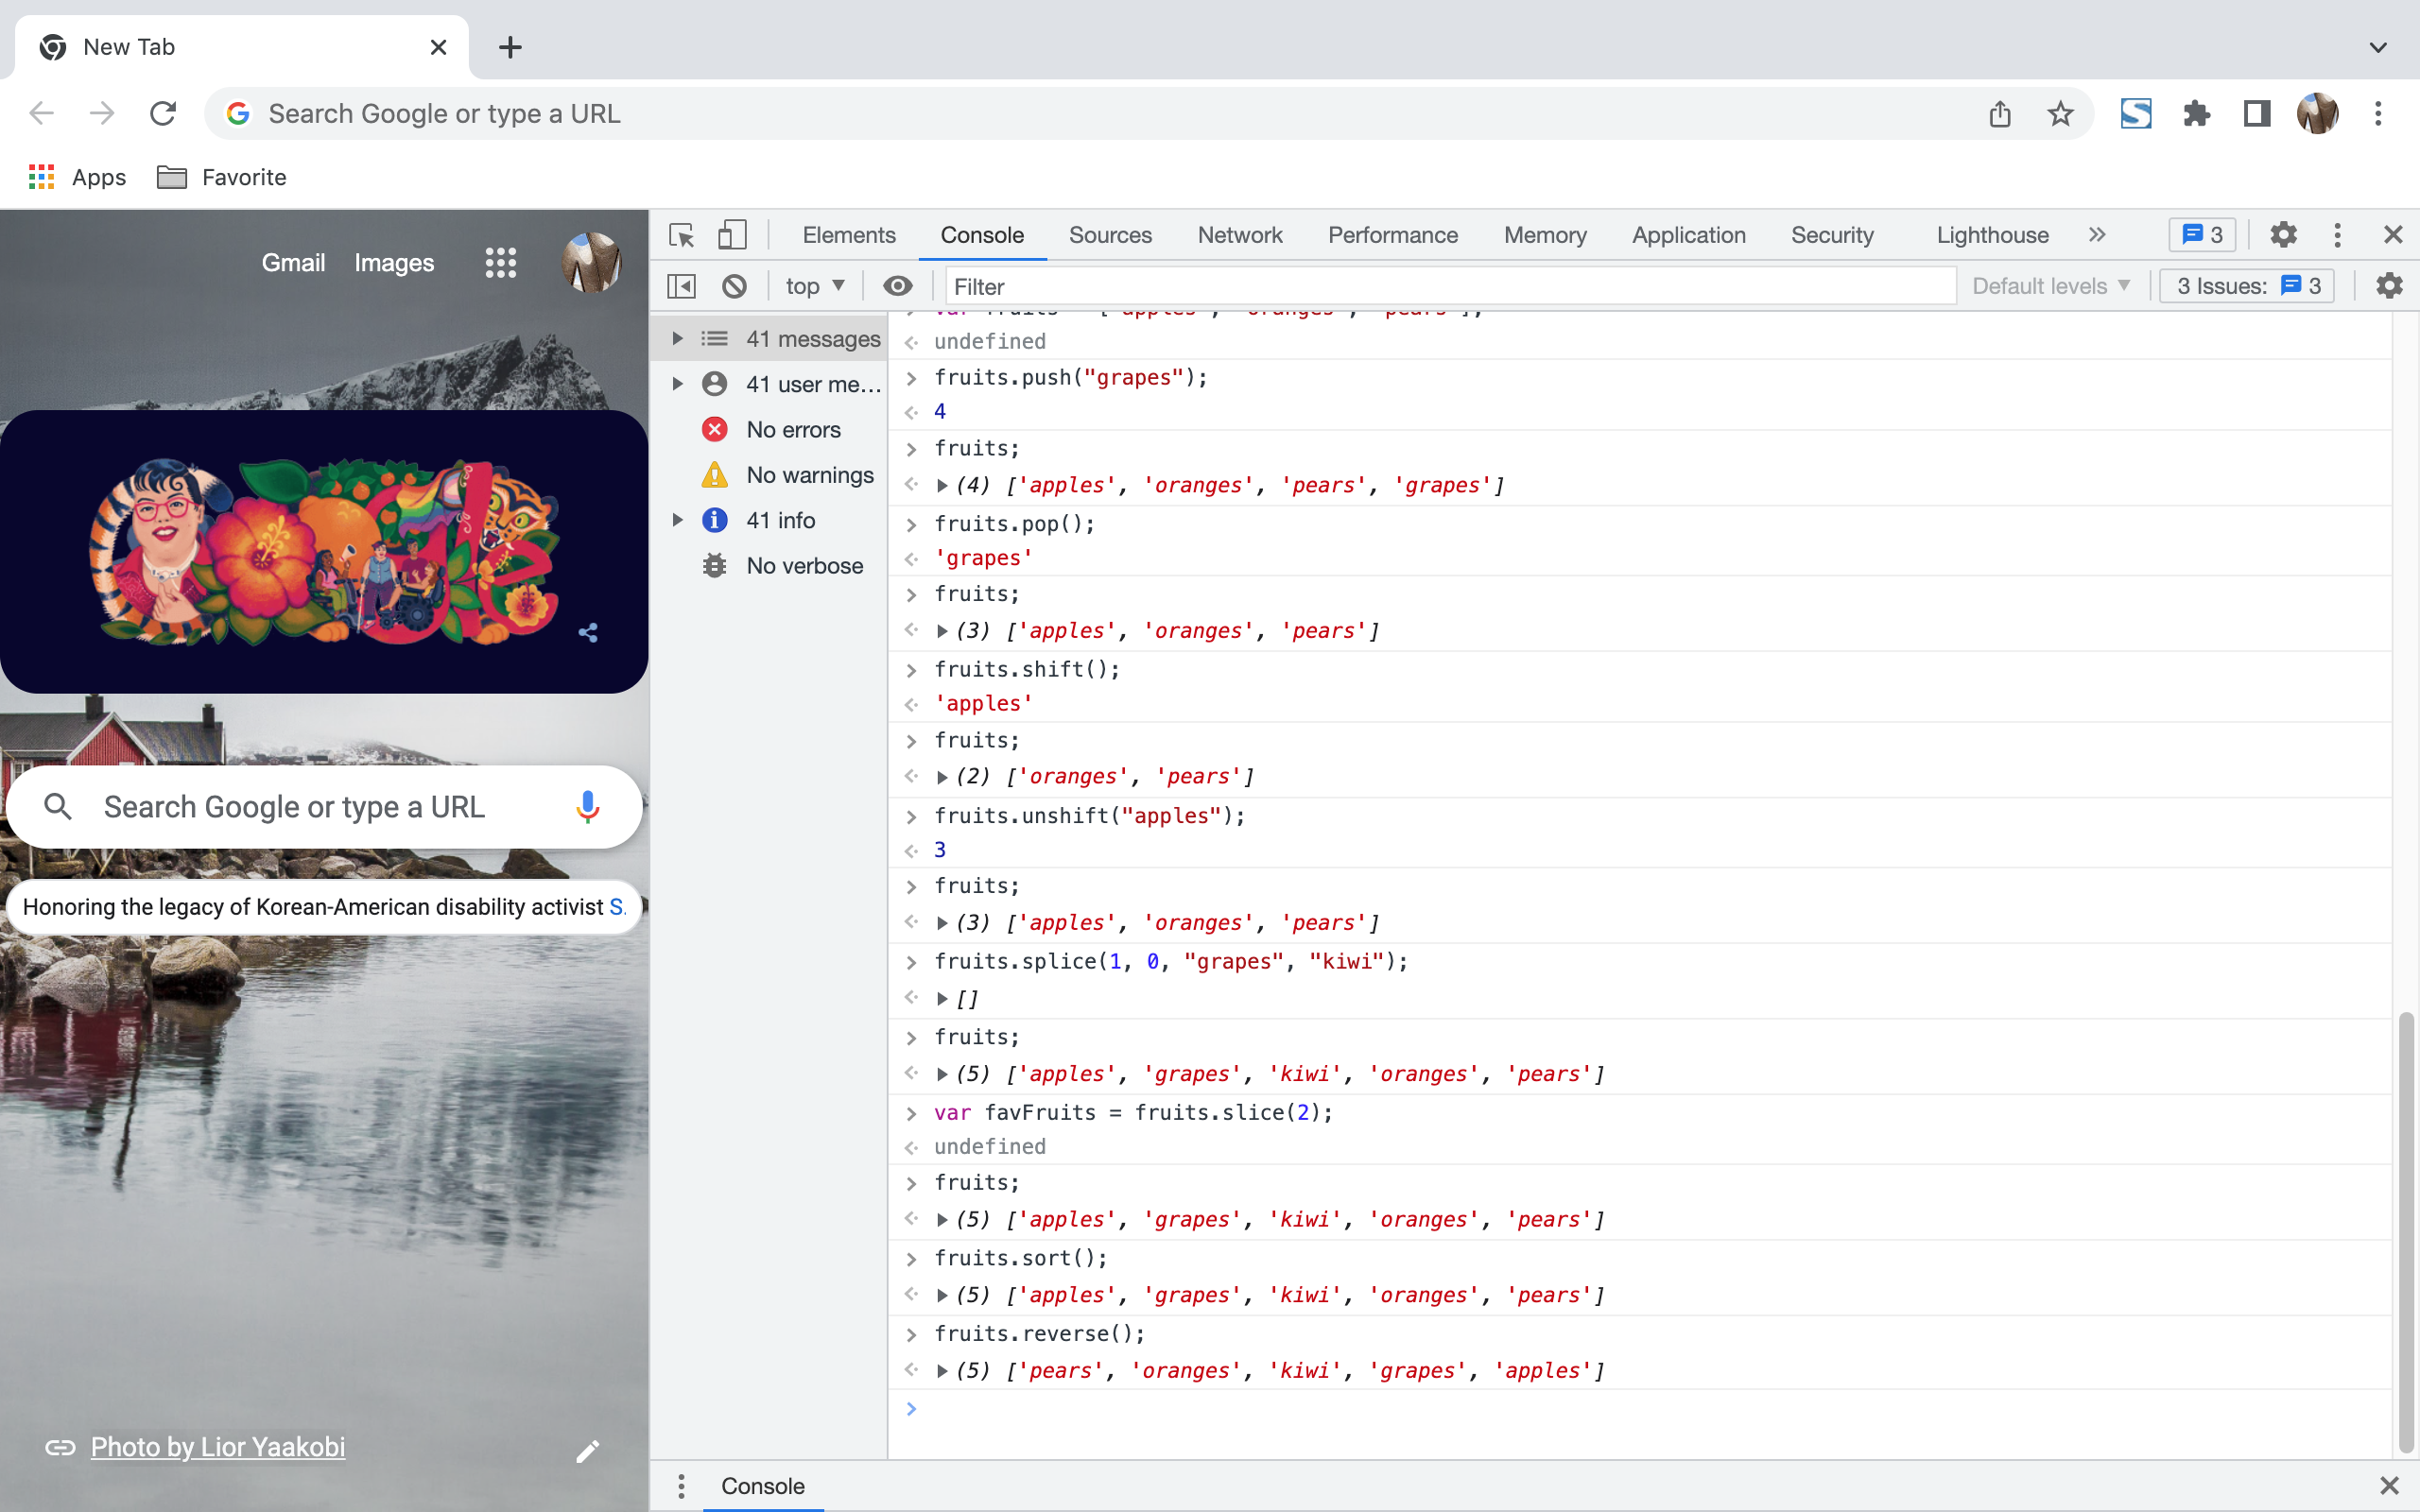 New Tab
Search Google or type a URL
Apps
Favorite
Gmail
Images
Search Google or type a URL
Honoring the legacy of Korean-American disability activist S.
Photo by Lior Yaakobi
Elements
Console
Sources
Network
Performance
Memory
Application
Security
Lighthouse
3
top
Filter
Default levels
3 Issues:
3
41 messages
41 user me...
No errors
No warnings
41 info
No verbose
var fruits = ["apples", "oranges", "pears"];
undefined
fruits.push("grapes");
4
fruits;
(4) ['apples', 'oranges', 'pears', 'grapes']
fruits.pop();
'grapes'
fruits;
(3) ['apples', 'oranges', 'pears']
fruits.shift();
'apples'
fruits;
(2) ['oranges', 'pears']
fruits.unshift("apples");
3
fruits;
(3) ['apples', 'oranges', 'pears']
fruits.splice(1, 0, "grapes", "kiwi");
[]
fruits;
(5) ['apples', 'grapes', 'kiwi', 'oranges', 'pears']
var favFruits = fruits.slice(2);
undefined
fruits;
(5) ['apples', 'grapes', 'kiwi', 'oranges', 'pears']
fruits.sort();
(5) ['apples', 'grapes', 'kiwi', 'oranges', 'pears']
fruits.reverse();
(5) ['pears', 'oranges', 'kiwi', 'grapes', 'apples']
Console